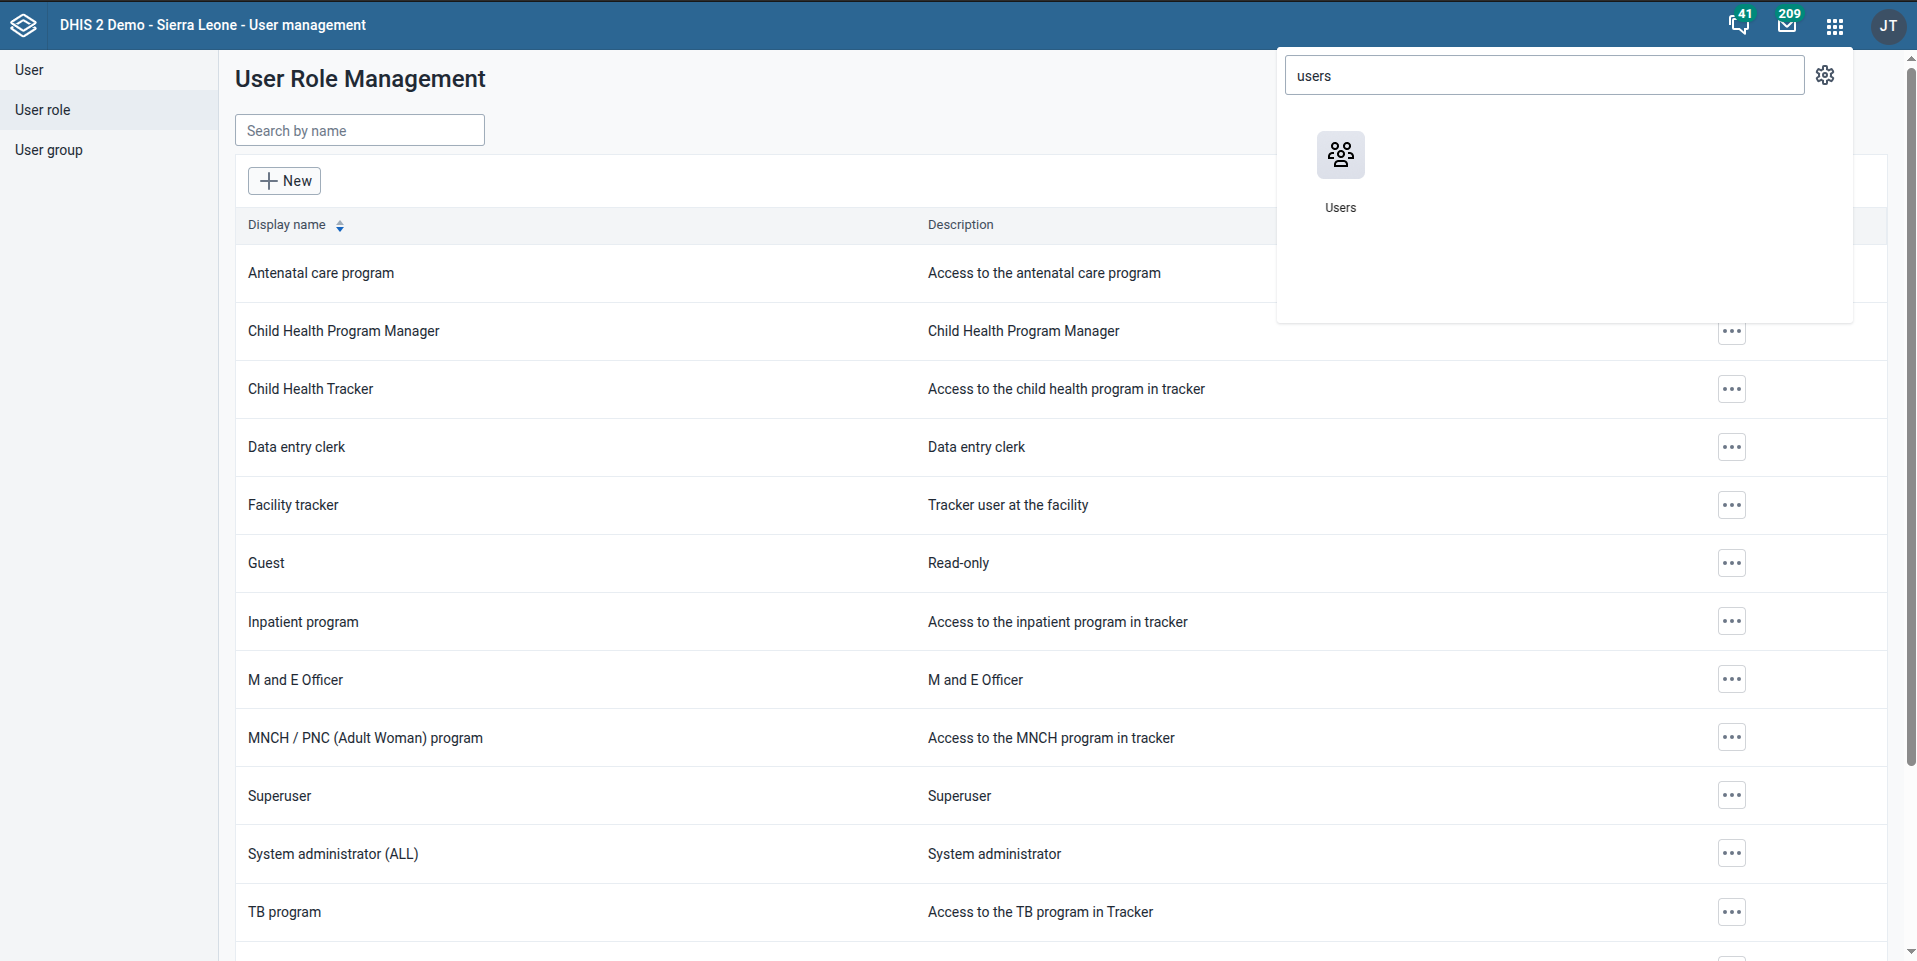 DHIS 2 Demo - Sierra Leone - User management
41
209
JT
User
User role
User group
User Role Management
users
Search by name
Users
New
Display name
Description
Antenatal care program
Access to the antenatal care program
Child Health Program Manager
Child Health Program Manager
Child Health Tracker
Access to the child health program in tracker
Data entry clerk
Data entry clerk
Facility tracker
Tracker user at the facility
Guest
Read-only
Inpatient program
Access to the inpatient program in tracker
M and E Officer
M and E Officer
MNCH / PNC (Adult Woman) program
Access to the MNCH program in tracker
Superuser
Superuser
System administrator (ALL)
System administrator
TB program
Access to the TB program in Tracker